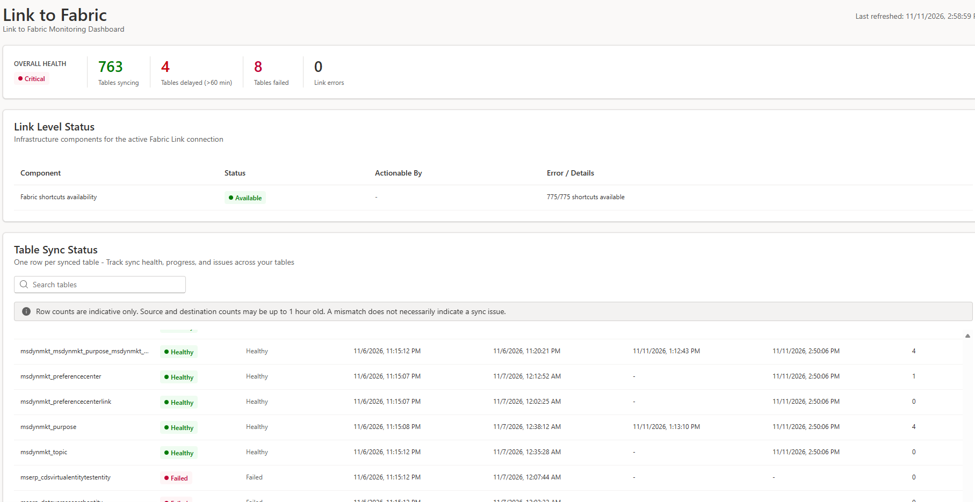 Link to Fabric
Link to Fabric Monitoring Dashboard
Last refreshed: 11/11/2026, 2:58:59
OVERALL HEALTH
Critical
763
Tables syncing
4
Tables delayed (>60 min)
8
Tables failed
0
Link errors
Link Level Status
Infrastructure components for the active Fabric Link connection
Component Status Actionable By Error / Details
Fabric shortcuts availability Available - 775/775 shortcuts available
Table Sync Status
One row per synced table - Track sync health, progress, and issues across your tables
Search tables
Row counts are indicative only. Source and destination counts may be up to 1 hour old. A mismatch does not necessarily indicate a sync issue.
msdynmkt_msdynmkt_purpose_msdynmkt_... Healthy Healthy 11/6/2026, 11:15:12 PM 11/6/2026, 11:20:21 PM 11/11/2026, 1:12:43 PM 11/11/2026, 2:50:06 PM 4
msdynmkt_preferencecenter Healthy Healthy 11/6/2026, 11:15:07 PM 11/7/2026, 12:12:52 AM - 11/11/2026, 2:50:06 PM 1
msdynmkt_preferencecenterlink Healthy Healthy 11/6/2026, 11:15:07 PM 11/7/2026, 12:02:25 AM - 11/11/2026, 2:50:06 PM 0
msdynmkt_purpose Healthy Healthy 11/6/2026, 11:15:08 PM 11/7/2026, 12:38:12 AM 11/11/2026, 1:13:10 PM 11/11/2026, 2:50:06 PM 4
msdynmkt_topic Healthy Healthy 11/6/2026, 11:15:12 PM 11/7/2026, 12:35:28 AM - 11/11/2026, 2:50:06 PM 0
mserp_cdsvirtualentitytestentity Failed Failed 11/6/2026, 11:15:12 PM 11/7/2026, 12:07:44 AM - - 0